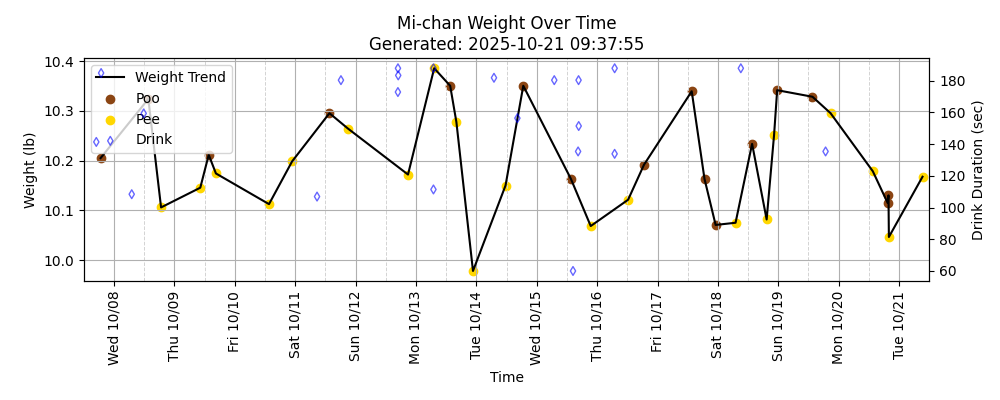 Mi-chan Weight Over Time
Generated: 2025-10-21 09:37:55
10.4
10.3
10.2
10.1
10.0
Weight (lb)
Weight Trend
Poo
Pee
Drink
180
160
140
120
100
80
60
Drink Duration (sec)
Wed 10/08
Thu 10/09
Fri 10/10
Sat 10/11
Sun 10/12
Mon 10/13
Tue 10/14
Wed 10/15
Thu 10/16
Fri 10/17
Sat 10/18
Sun 10/19
Mon 10/20
Tue 10/21
Time